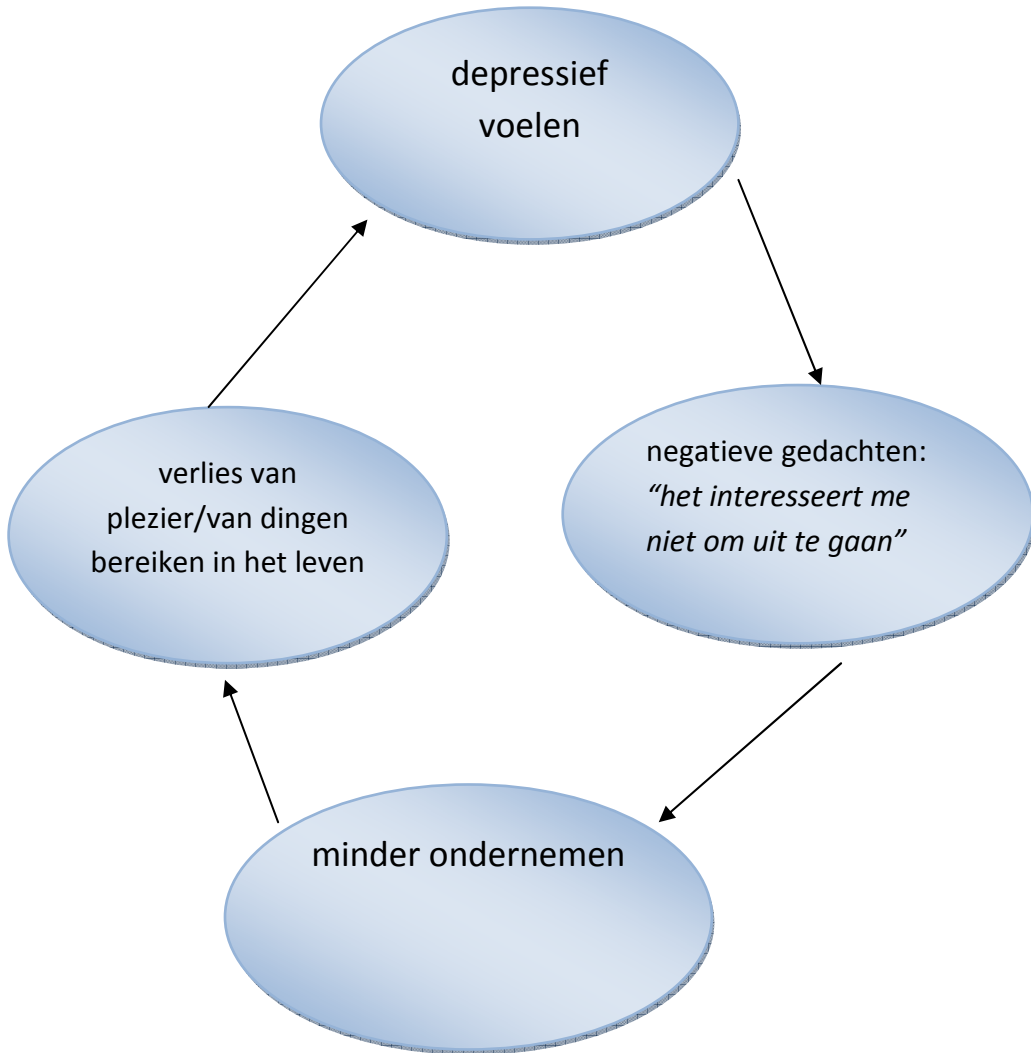 depressief
voelen
negatieve gedachten:
“het interesseert me
niet om uit te gaan”
minder ondernemen
verlies van
plezier/van dingen
bereiken in het leven